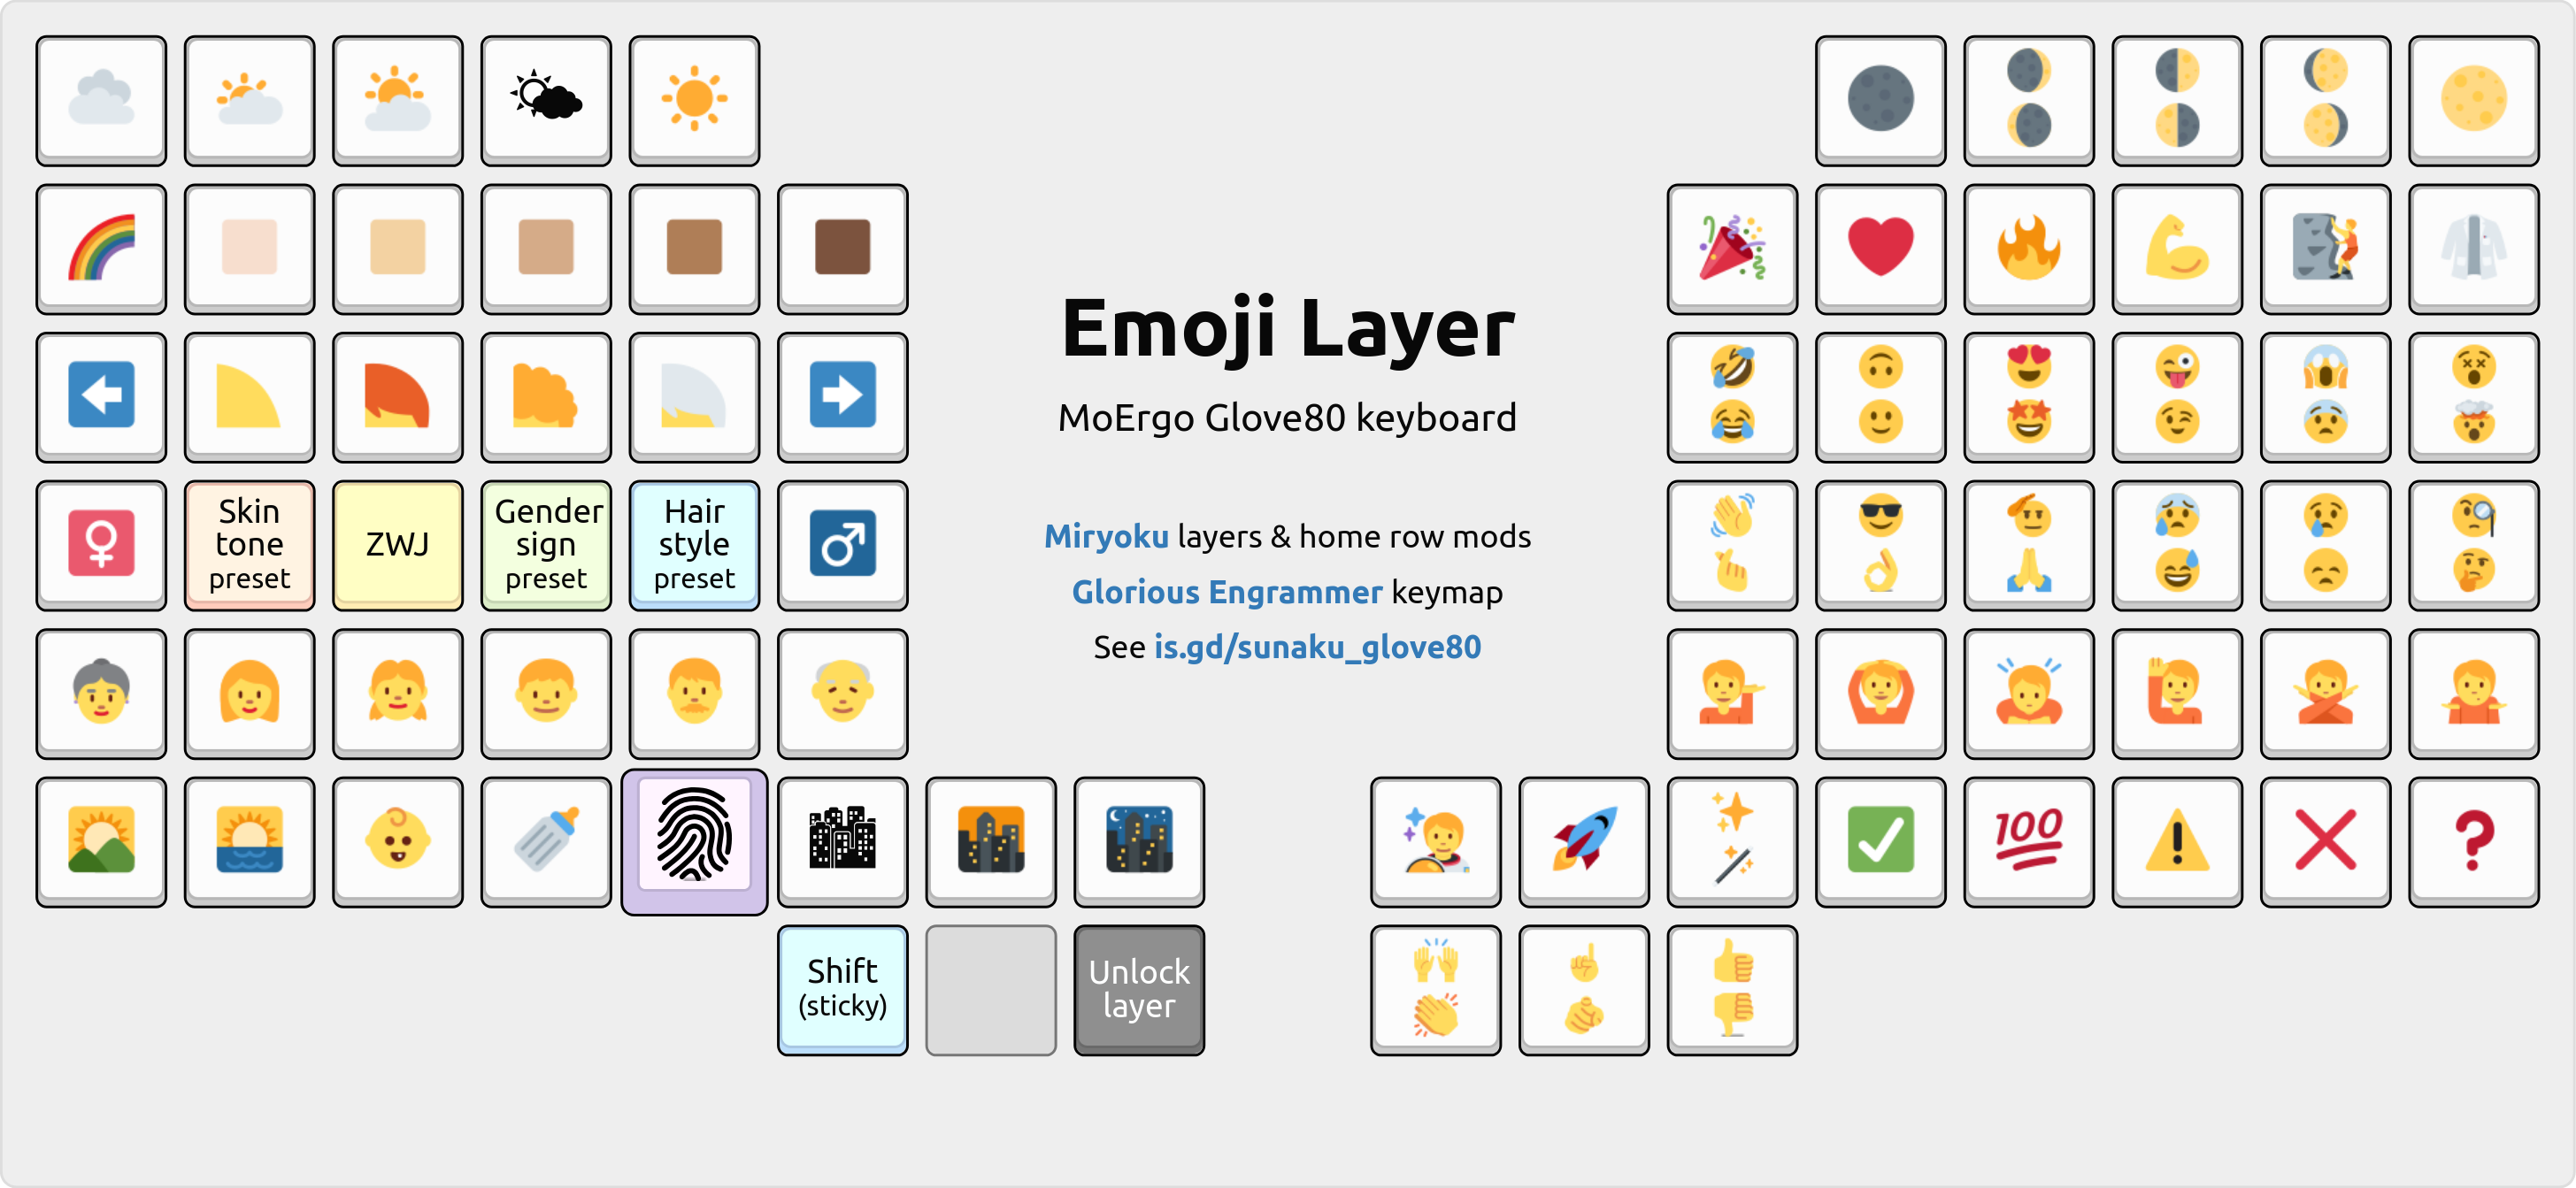 Emoji Layer
MoErgo Glove80 keyboard
Miryoku layers & home row mods
Glorious Engrammer keymap
See is.gd/sunaku_glove80
Skin
tone
preset
ZWJ
Gender
sign
preset
Hair
style
preset
100
Shift
(sticky)
Unlock
layer